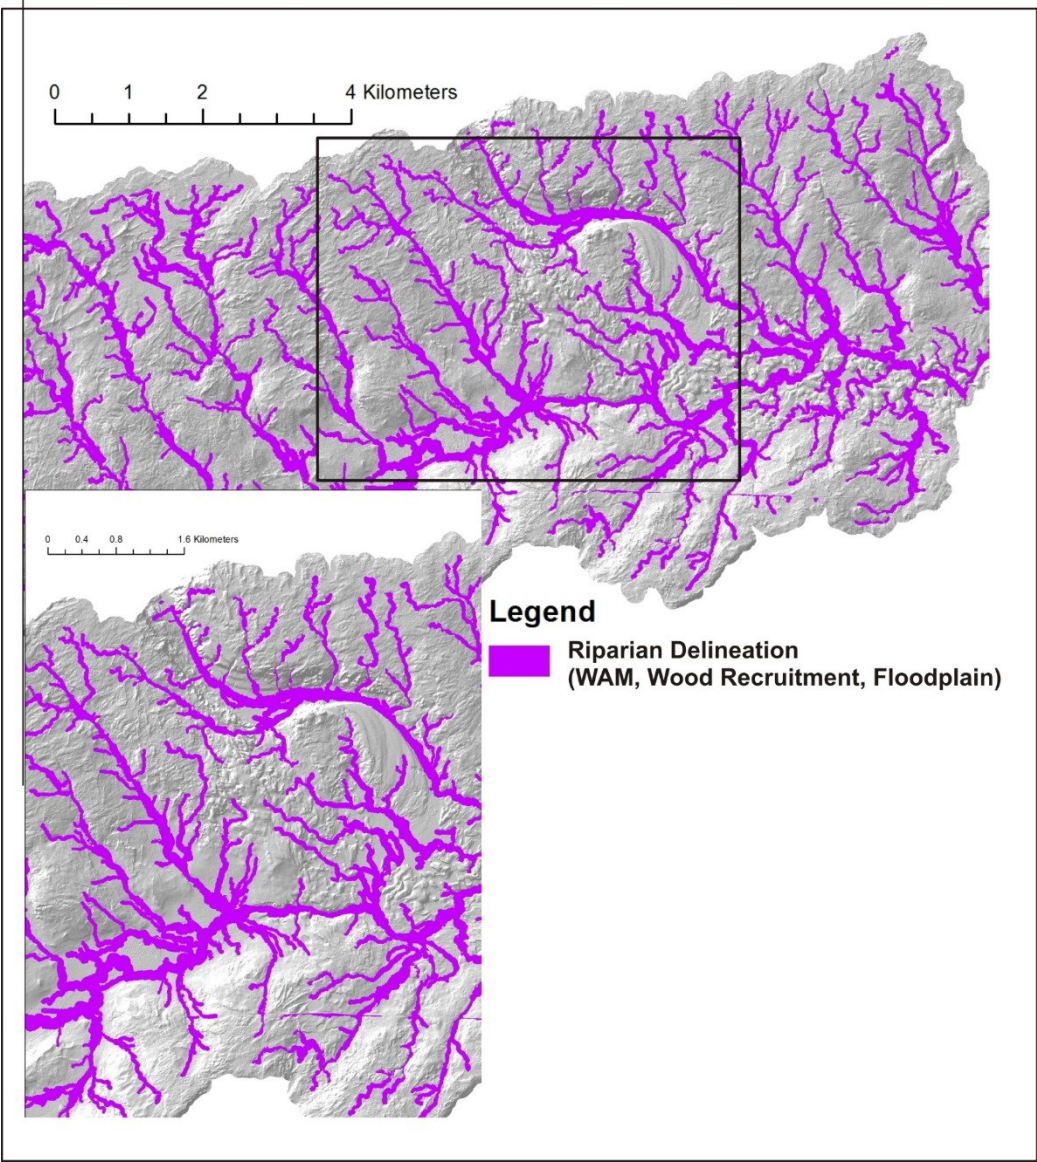 0 1 2 4 Kilometers
0 0.4 0.8 1.6 Kilometers
Legend
Riparian Delineation
(WAM, Wood Recruitment, Floodplain)